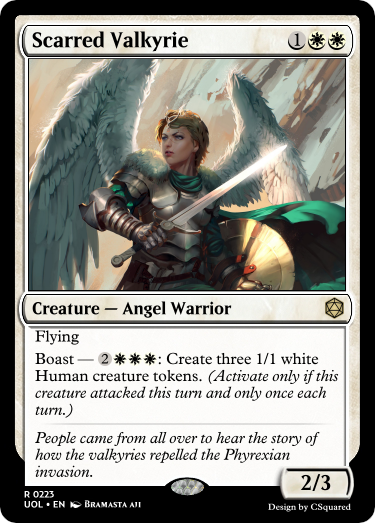 Scarred Valkyrie 1
Creature — Angel Warrior
Flying
Boast — 2: Create three 1/1 white
Human creature tokens. (Activate only if this
creature attacked this turn and only once each
turn.)
People came from all over to hear the story of
how the valkyries repelled the Phyrexian
invasion.
2/3
R 0223
UOL • EN BRAMASTA AJI
Design by CSquared